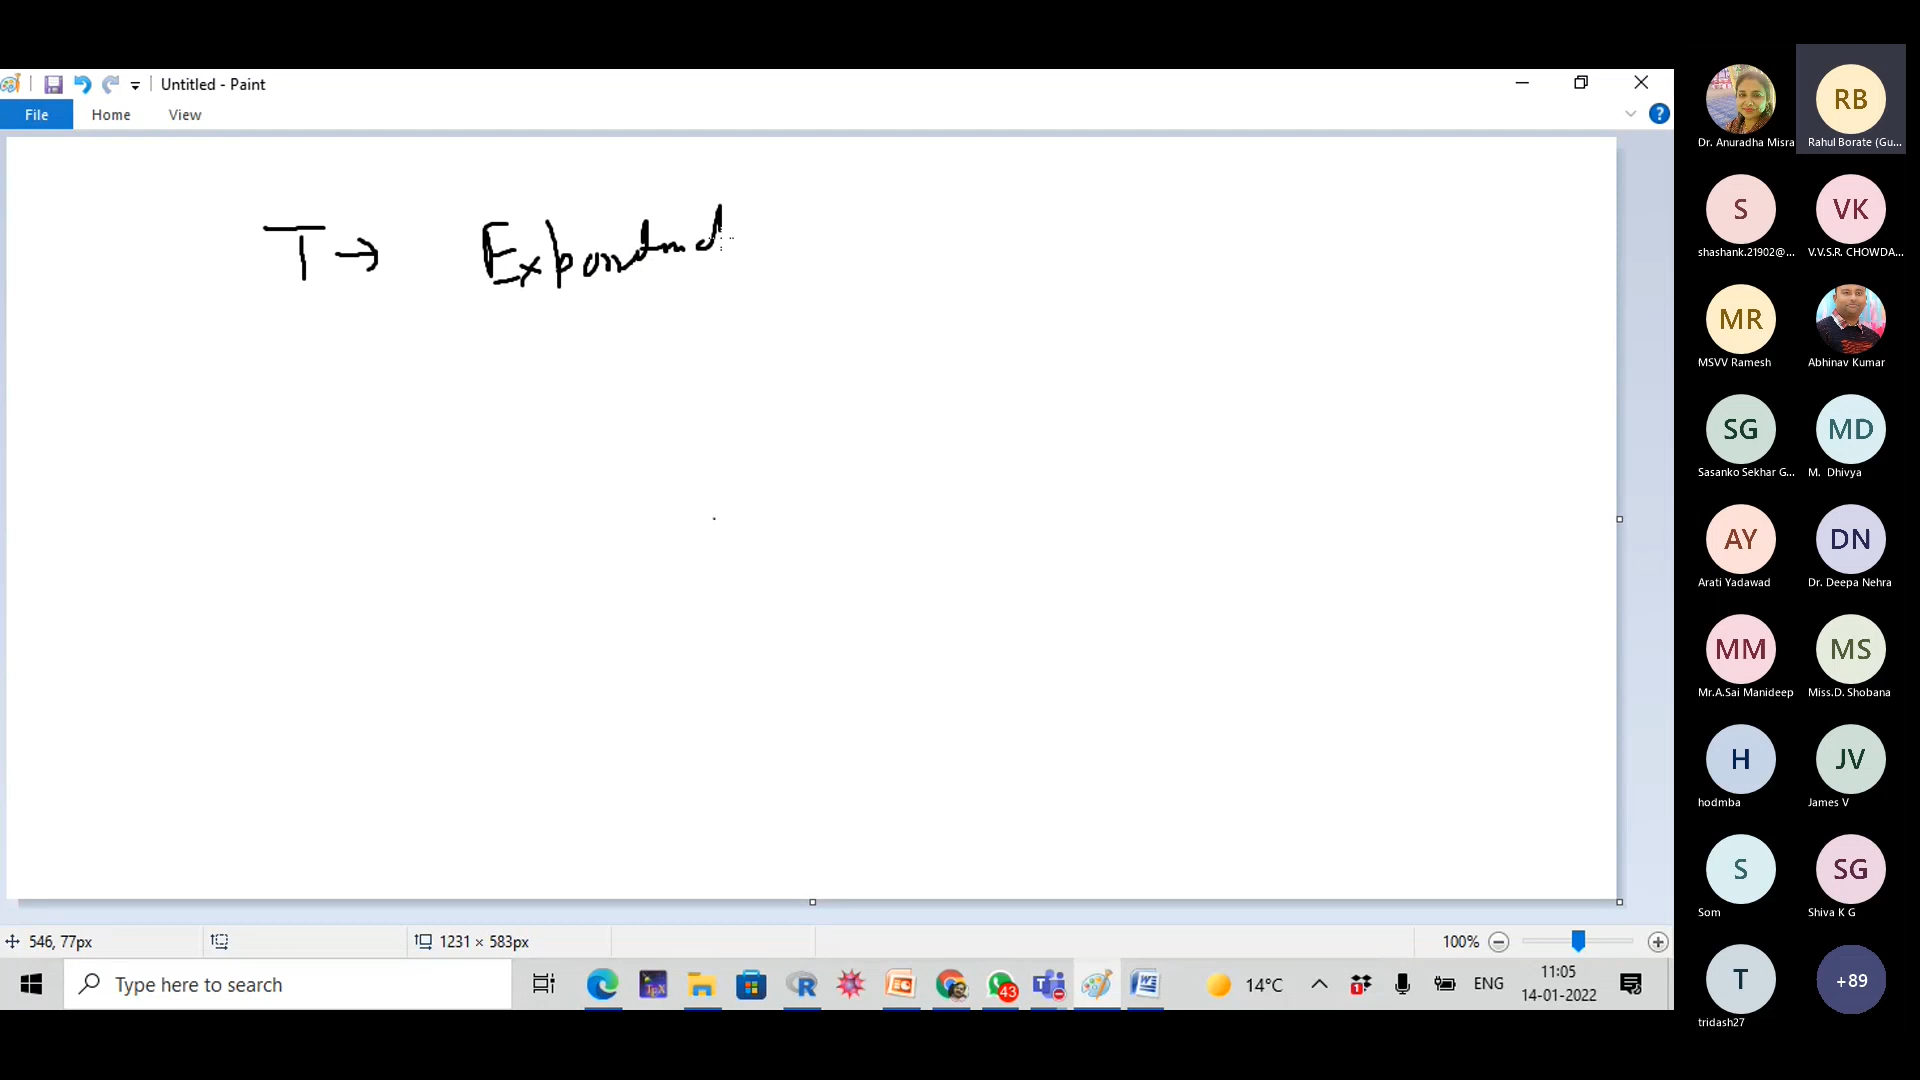 Untitled - Paint
File Home View
T →
RB
Dr. Anuradha Misra Rahul Borate (Gu...
S VK
shashank.21902@... V.V.S.R. CHOWDA...
MR
MSVV Ramesh Abhinav Kumar
SG MD
Sasanko Sekhar G... M. Dhivya
AY DN
Arati Yadawad Dr. Deepa Nehra
MM MS
Mr.A.Sai Manideep Miss.D. Shobana
H JV
hodmba James V
S SG
Som Shiva K G
T +89
tridash27
546, 77px 1231 × 583px 100%
Type here to search 43 14°C 1 ENG 11:05
14-01-2022